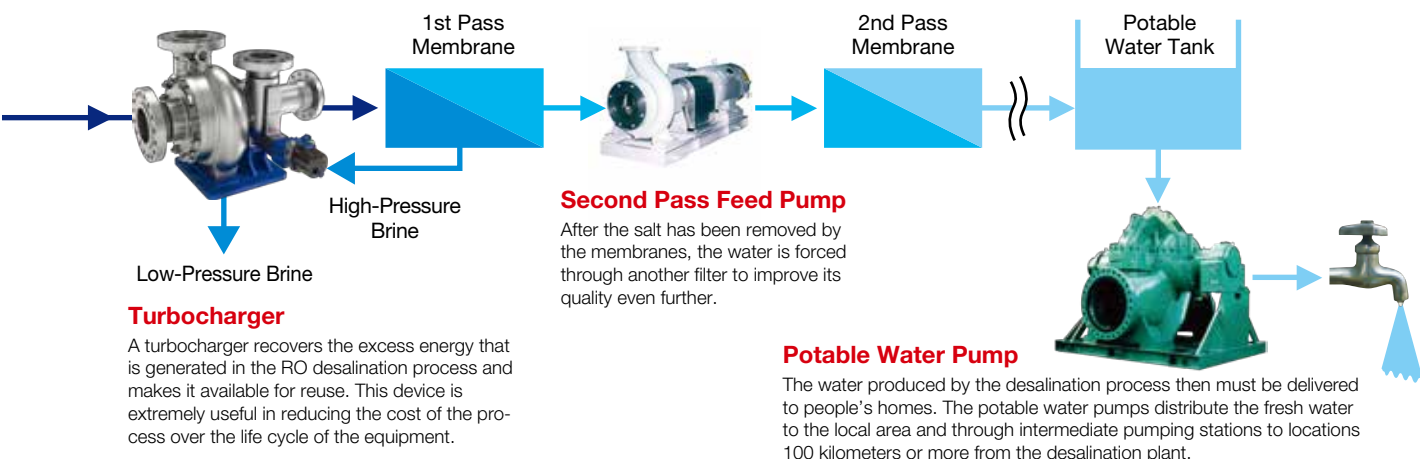 1st Pass
Membrane
2nd Pass
Membrane
Potable
Water Tank
High-Pressure
Brine
Low-Pressure Brine
Second Pass Feed Pump
After the salt has been removed by
the membranes, the water is forced
through another filter to improve its
quality even further.
Turbocharger
A turbocharger recovers the excess energy that
is generated in the RO desalination process and
makes it available for reuse. This device is
extremely useful in reducing the cost of the pro-
cess over the life cycle of the equipment.
Potable Water Pump
The water produced by the desalination process then must be delivered
to people's homes. The potable water pumps distribute the fresh water
to the local area and through intermediate pumping stations to locations
100 kilometers or more from the desalination plant.